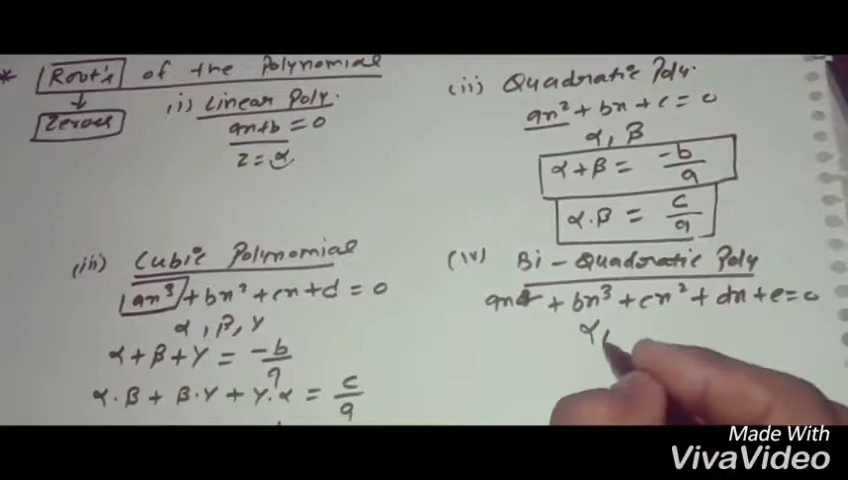 * Root's of the Polynomial
Zeroes
(i) Linear Poly.
ax+b = 0
z = α
(ii) Quadratic Poly.
ax² + bx + c = 0
α, β
α + β = -b/a
α . β = c/a
(iii) Cubic Polynomial
ax³ + bx² + cx + d = 0
α, β, γ
α + β + γ = -b/a
α . β + β . γ + γ . α = c/a
(iv) Bi - Quadratic Poly
ax⁴ + bx³ + cx² + dx + e = 0
α,
Made With
VivaVideo